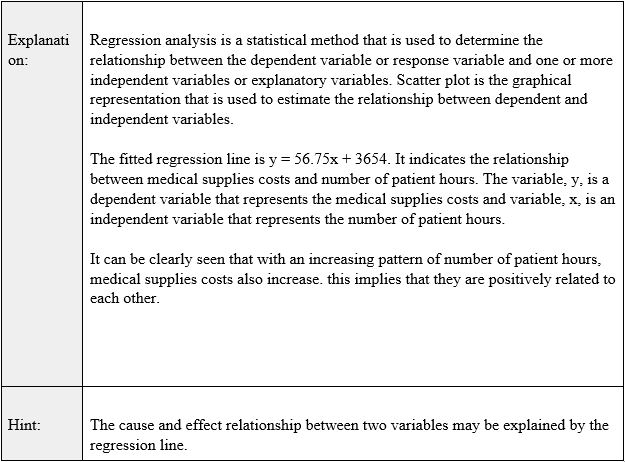 Explanati
on:
Regression analysis is a statistical method that is used to determine the
relationship between the dependent variable or response variable and one or more
independent variables or explanatory variables. Scatter plot is the graphical
representation that is used to estimate the relationship between dependent and
independent variables.
The fitted regression line is y = 56.75x + 3654. It indicates the relationship
between medical supplies costs and number of patient hours. The variable, y, is a
dependent variable that represents the medical supplies costs and variable, x, is an
independent variable that represents the number of patient hours.
It can be clearly seen that with an increasing pattern of number of patient hours,
medical supplies costs also increase. this implies that they are positively related to
each other.
Hint:
The cause and effect relationship between two variables may be explained by the
regression line.